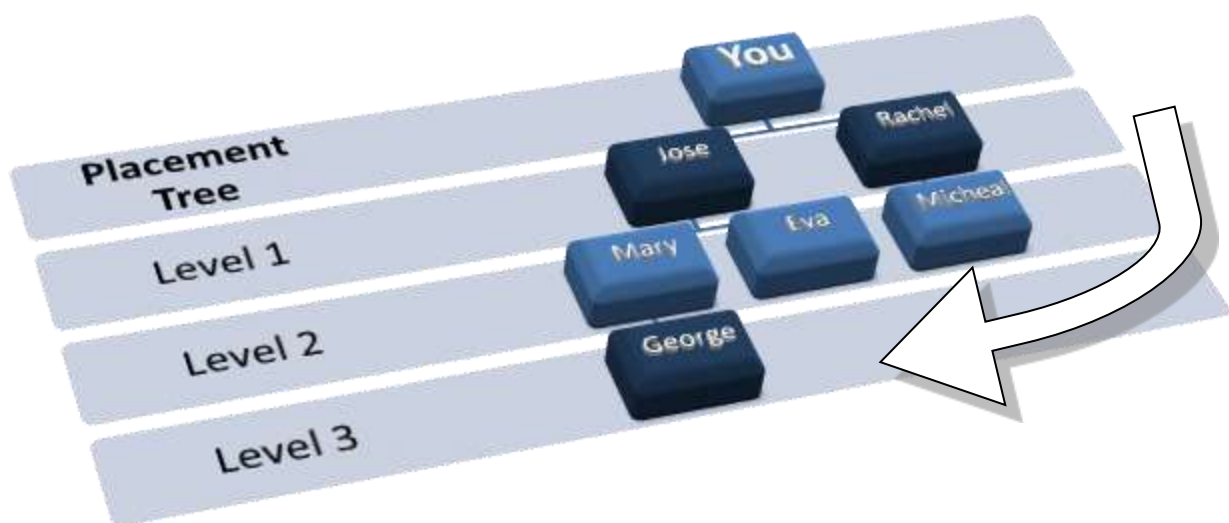 You
Placement
Tree
Jose
Rachel
Level 1
Mary
Eva
Micheal
Level 2
George
Level 3